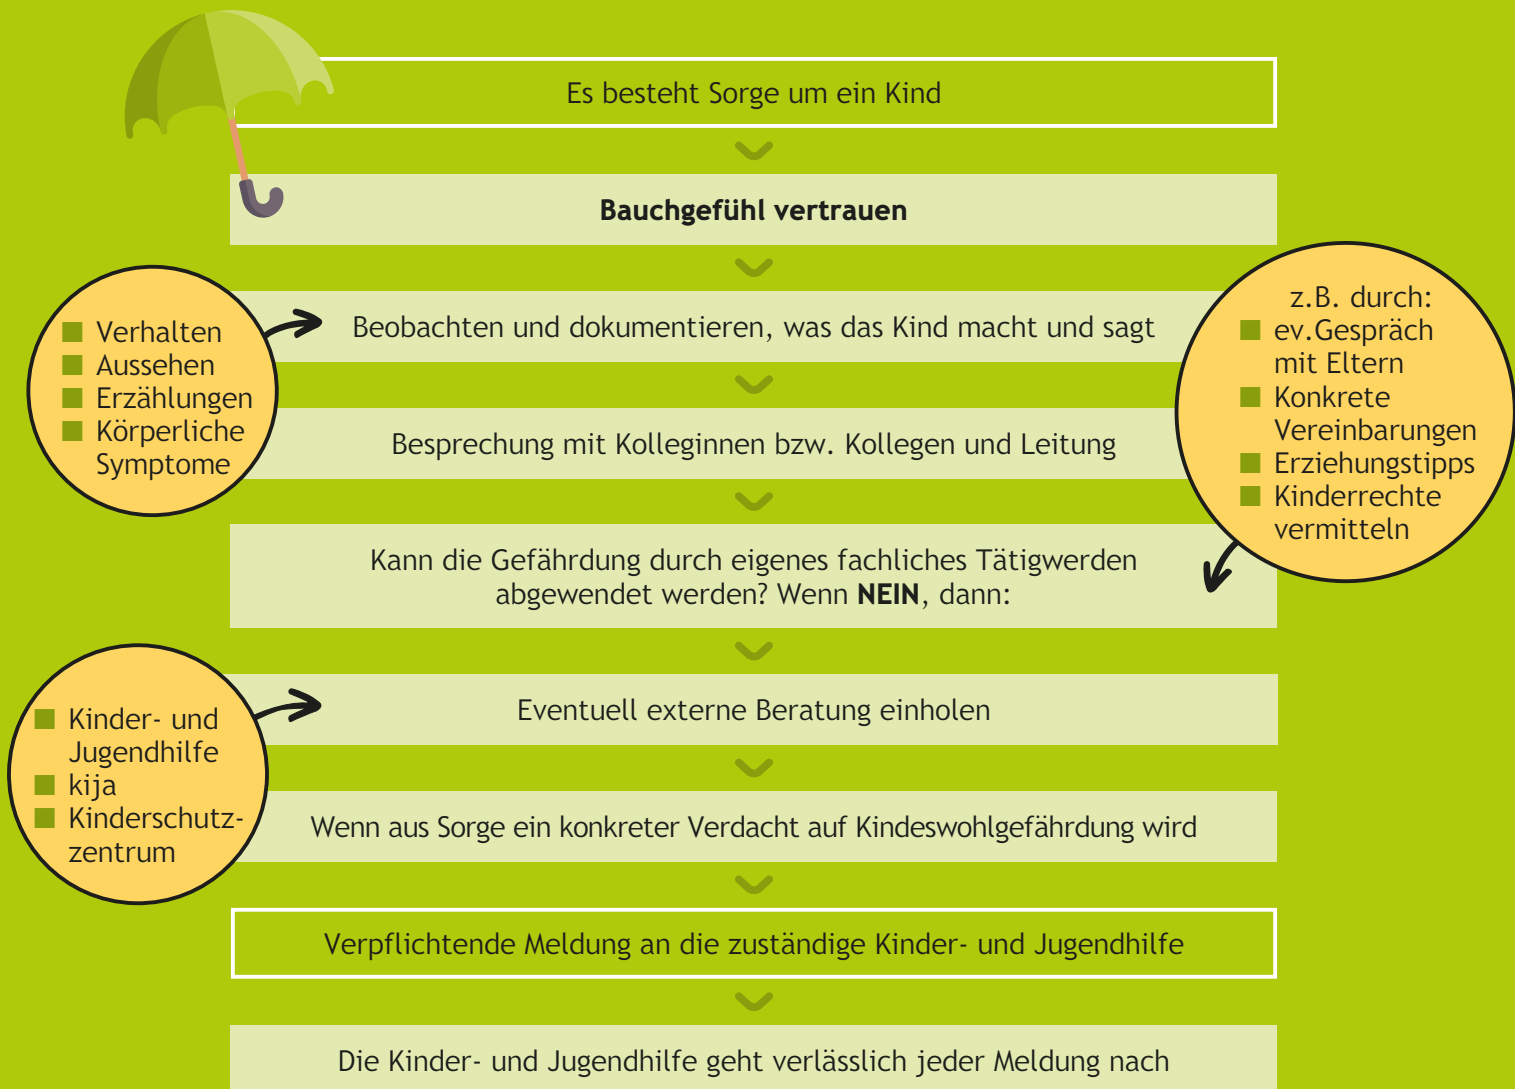 Es besteht Sorge um ein Kind
Bauchgefühl vertrauen
Verhalten
Aussehen
Erzählungen
Körperliche
Symptome
Beobachten und dokumentieren, was das Kind macht und sagt
Besprechung mit Kolleginnen bzw. Kollegen und Leitung
z.B. durch:
ev.Gespräch
mit Eltern
Konkrete
Vereinbarungen
Erziehungstipps
Kinderrechte
vermitteln
Kann die Gefährdung durch eigenes fachliches Tätigwerden
abgewendet werden? Wenn NEIN, dann:
Kinder- und
Jugendhilfe
kija
Kinderschutz-
zentrum
Eventuell externe Beratung einholen
Wenn aus Sorge ein konkreter Verdacht auf Kindeswohlgefährdung wird
Verpflichtende Meldung an die zuständige Kinder- und Jugendhilfe
Die Kinder- und Jugendhilfe geht verlässlich jeder Meldung nach